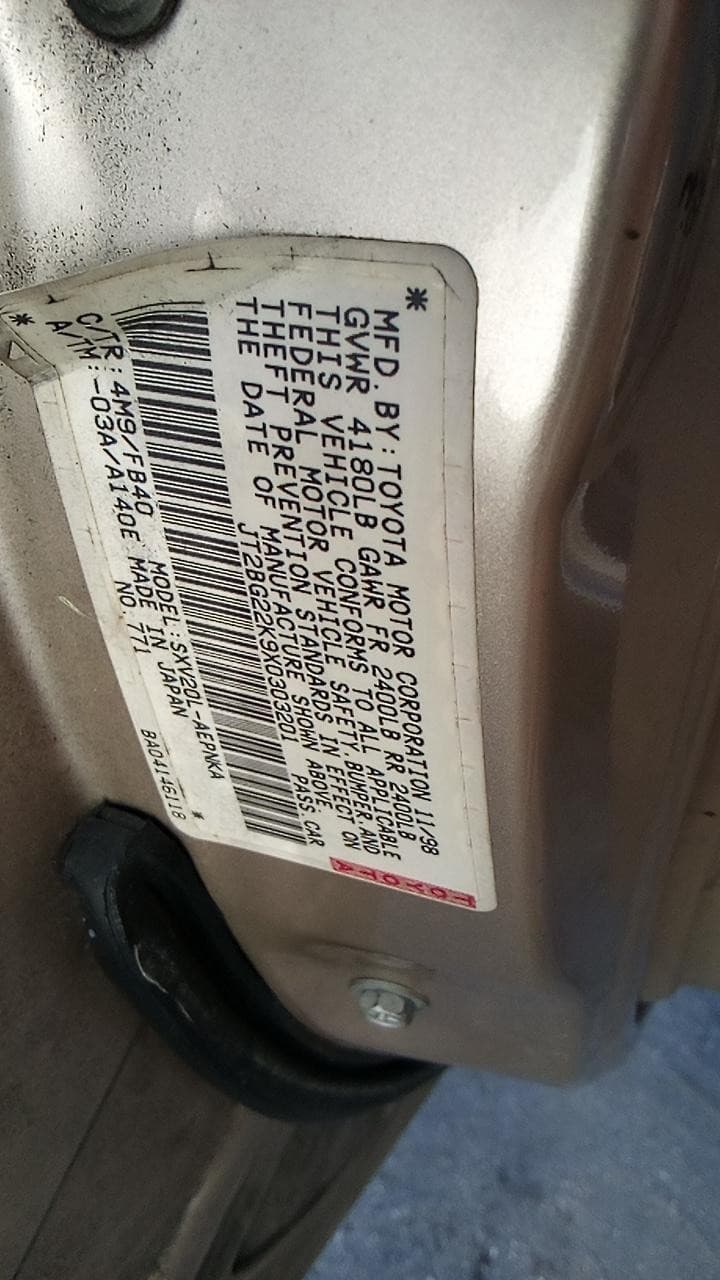 MFD. BY:TOYOTA MOTOR CORPORATION 11/98
GVWR 4180LB GAWR FR 2400LB RR 2400LB
THIS VEHICLE CONFORMS TO ALL APPLICABLE
FEDERAL MOTOR VEHICLE SAFETY,BUMPER,AND
THEFT PREVENTION STANDARDS IN EFFECT ON
THE DATE OF MANUFACTURE SHOWN ABOVE.
JT2BG22K9X0303201 PASS.CAR
C/TR:4M9/FB40 MODEL:SXV20L-AEPNKA
A/TM:-03A/A140E MADE IN JAPAN
NO.771
BA04146118
TOYOTA